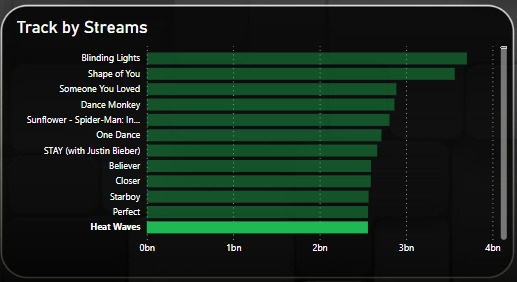 Track by Streams
Blinding Lights
Shape of You
Someone You Loved
Dance Monkey
Sunflower - Spider-Man: In...
One Dance
STAY (with Justin Bieber)
Believer
Closer
Starboy
Perfect
Heat Waves
0bn 1bn 2bn 3bn 4bn